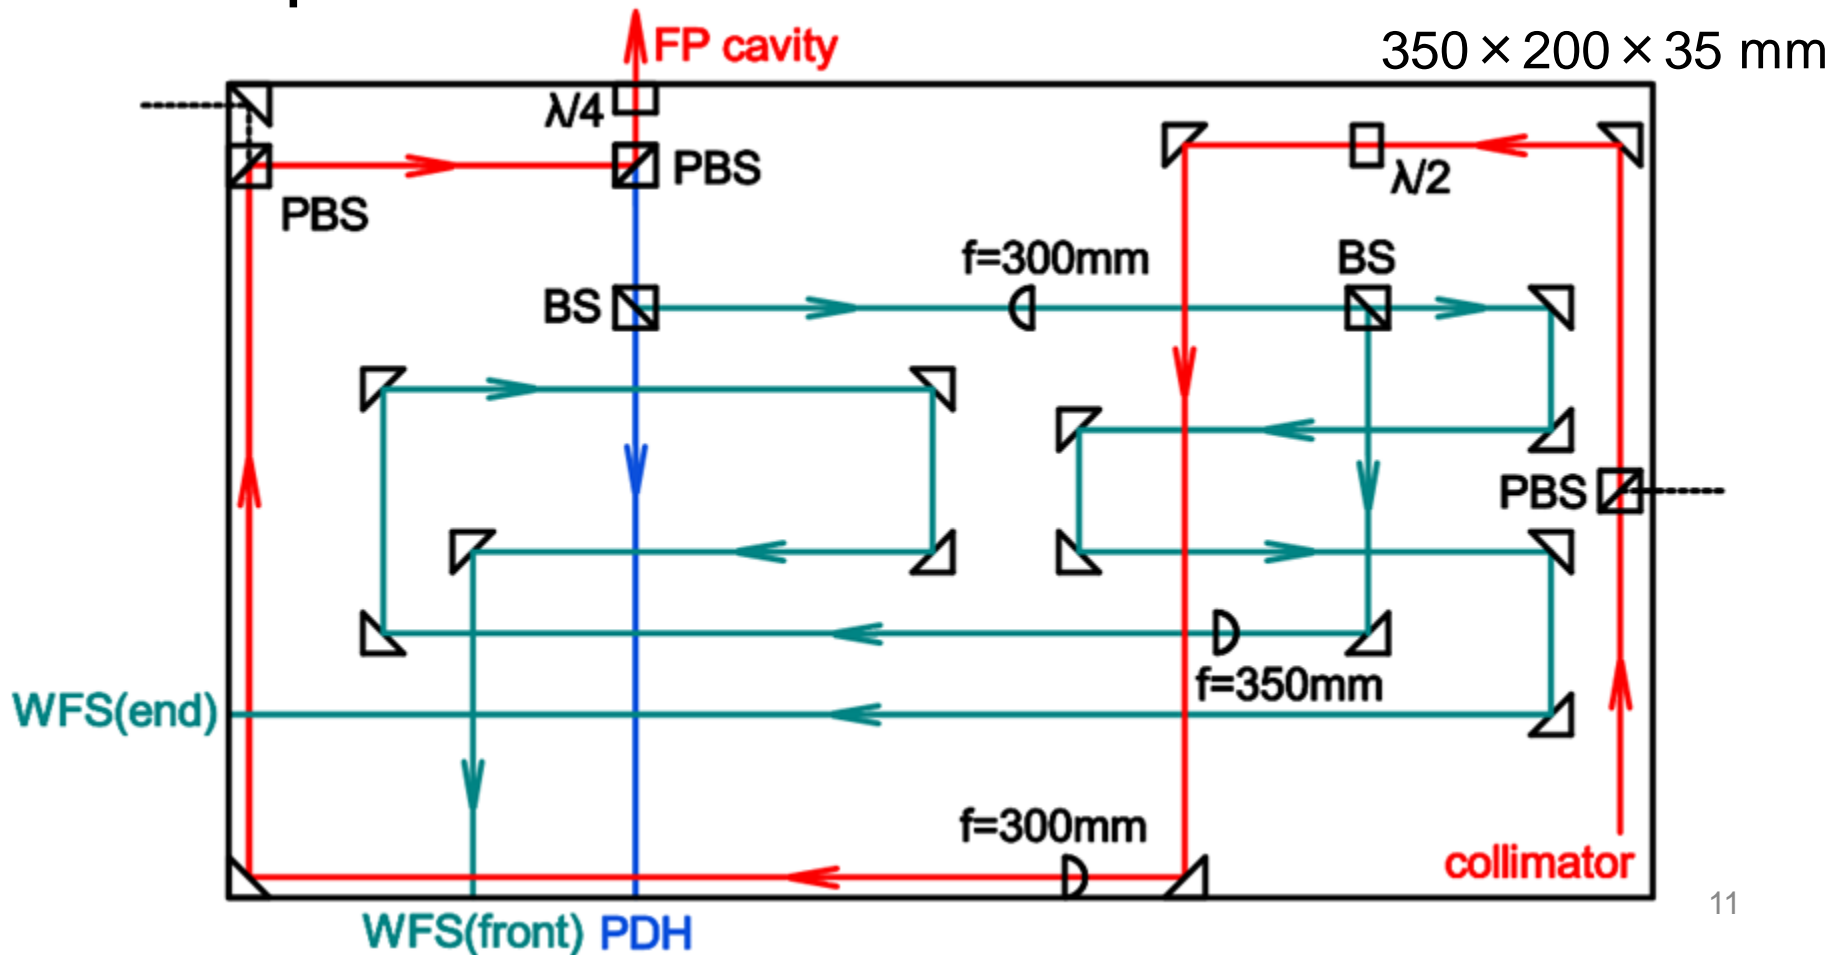 FP cavity
350×200×35 mm
λ/4
PBS
λ/2
PBS
f=300mm
BS
BS
PBS
f=350mm
WFS(end)
f=300mm
collimator
11
WFS(front) PDH